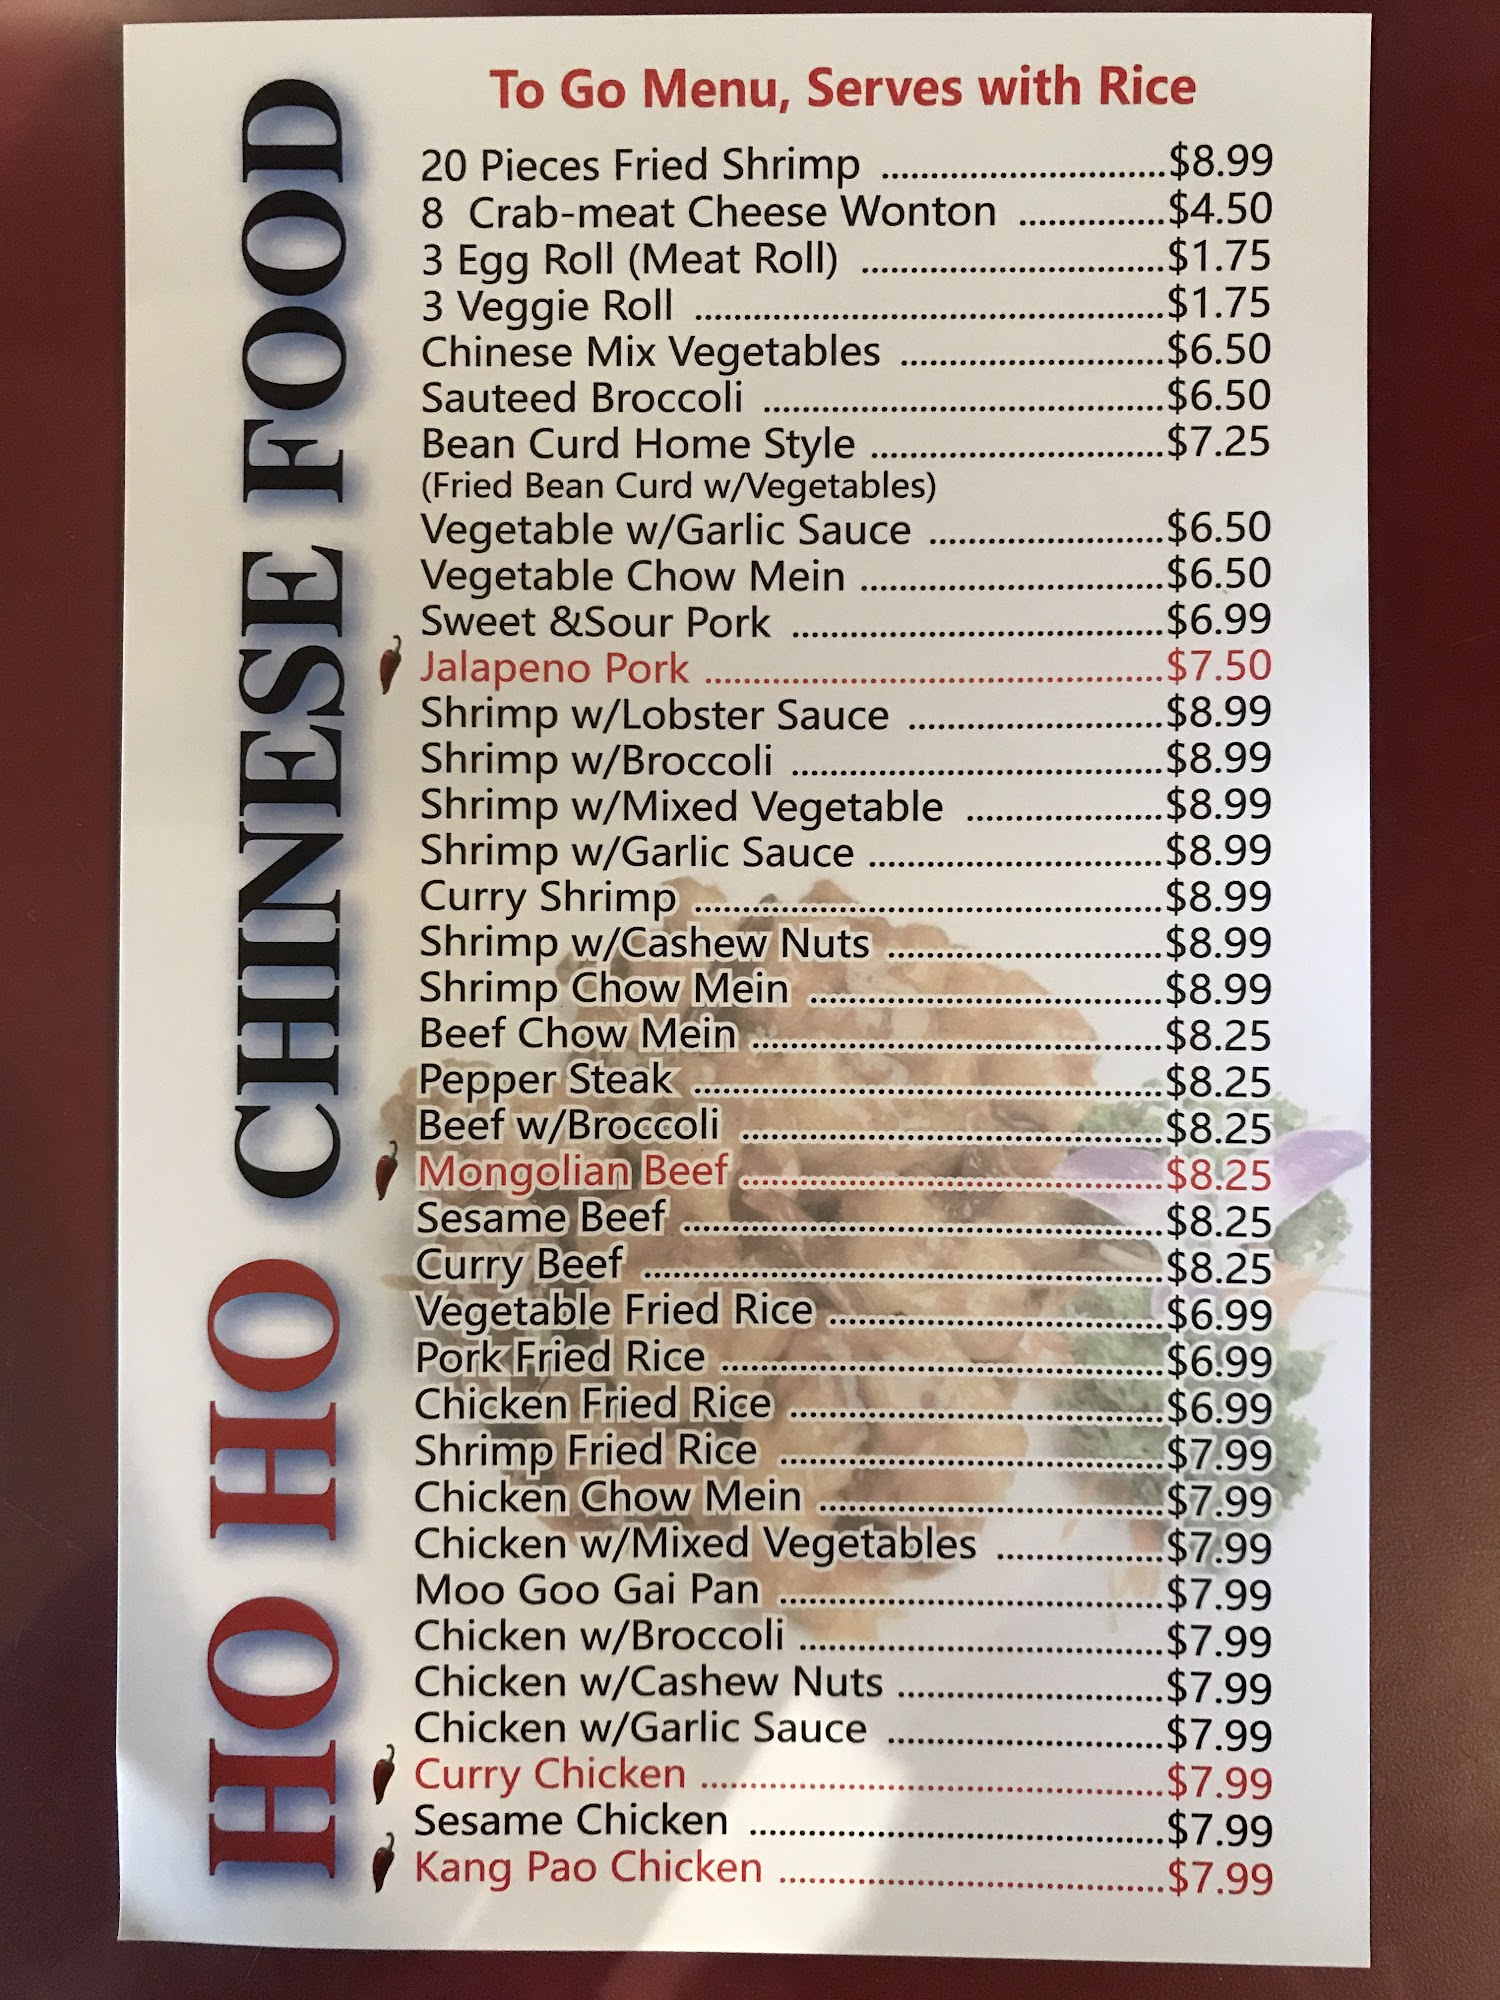 HO HO CHINESE FOOD
To Go Menu, Serves with Rice
20 Pieces Fried Shrimp ............................$8.99
8 Crab-meat Cheese Wonton ...............$4.50
3 Egg Roll (Meat Roll) ...............................$1.75
3 Veggie Roll ................................................$1.75
Chinese Mix Vegetables ...........................$6.50
Sauteed Broccoli .........................................$6.50
Bean Curd Home Style ..............................$7.25
(Fried Bean Curd w/Vegetables)
Vegetable w/Garlic Sauce ........................$6.50
Vegetable Chow Mein ...............................$6.50
Sweet &Sour Pork ......................................$6.99
Jalapeno Pork ...............................................$7.50
Shrimp w/Lobster Sauce ..........................$8.99
Shrimp w/Broccoli ......................................$8.99
Shrimp w/Mixed Vegetable ....................$8.99
Shrimp w/Garlic Sauce ..............................$8.99
Curry Shrimp ................................................$8.99
Shrimp w/Cashew Nuts ............................$8.99
Shrimp Chow Mein ....................................$8.99
Beef Chow Mein ..........................................$8.25
Pepper Steak ................................................$8.25
Beef w/Broccoli ...........................................$8.25
Mongolian Beef ...........................................$8.25
Sesame Beef .................................................$8.25
Curry Beef .....................................................$8.25
Vegetable Fried Rice ..................................$6.99
Pork Fried Rice .............................................$6.99
Chicken Fried Rice ......................................$6.99
Shrimp Fried Rice .......................................$7.99
Chicken Chow Mein ...................................$7.99
Chicken w/Mixed Vegetables .................$7.99
Moo Goo Gai Pan .......................................$7.99
Chicken w/Broccoli .....................................$7.99
Chicken w/Cashew Nuts ...........................$7.99
Chicken w/Garlic Sauce ............................$7.99
Curry Chicken ...............................................$7.99
Sesame Chicken ..........................................$7.99
Kang Pao Chicken .......................................$7.99